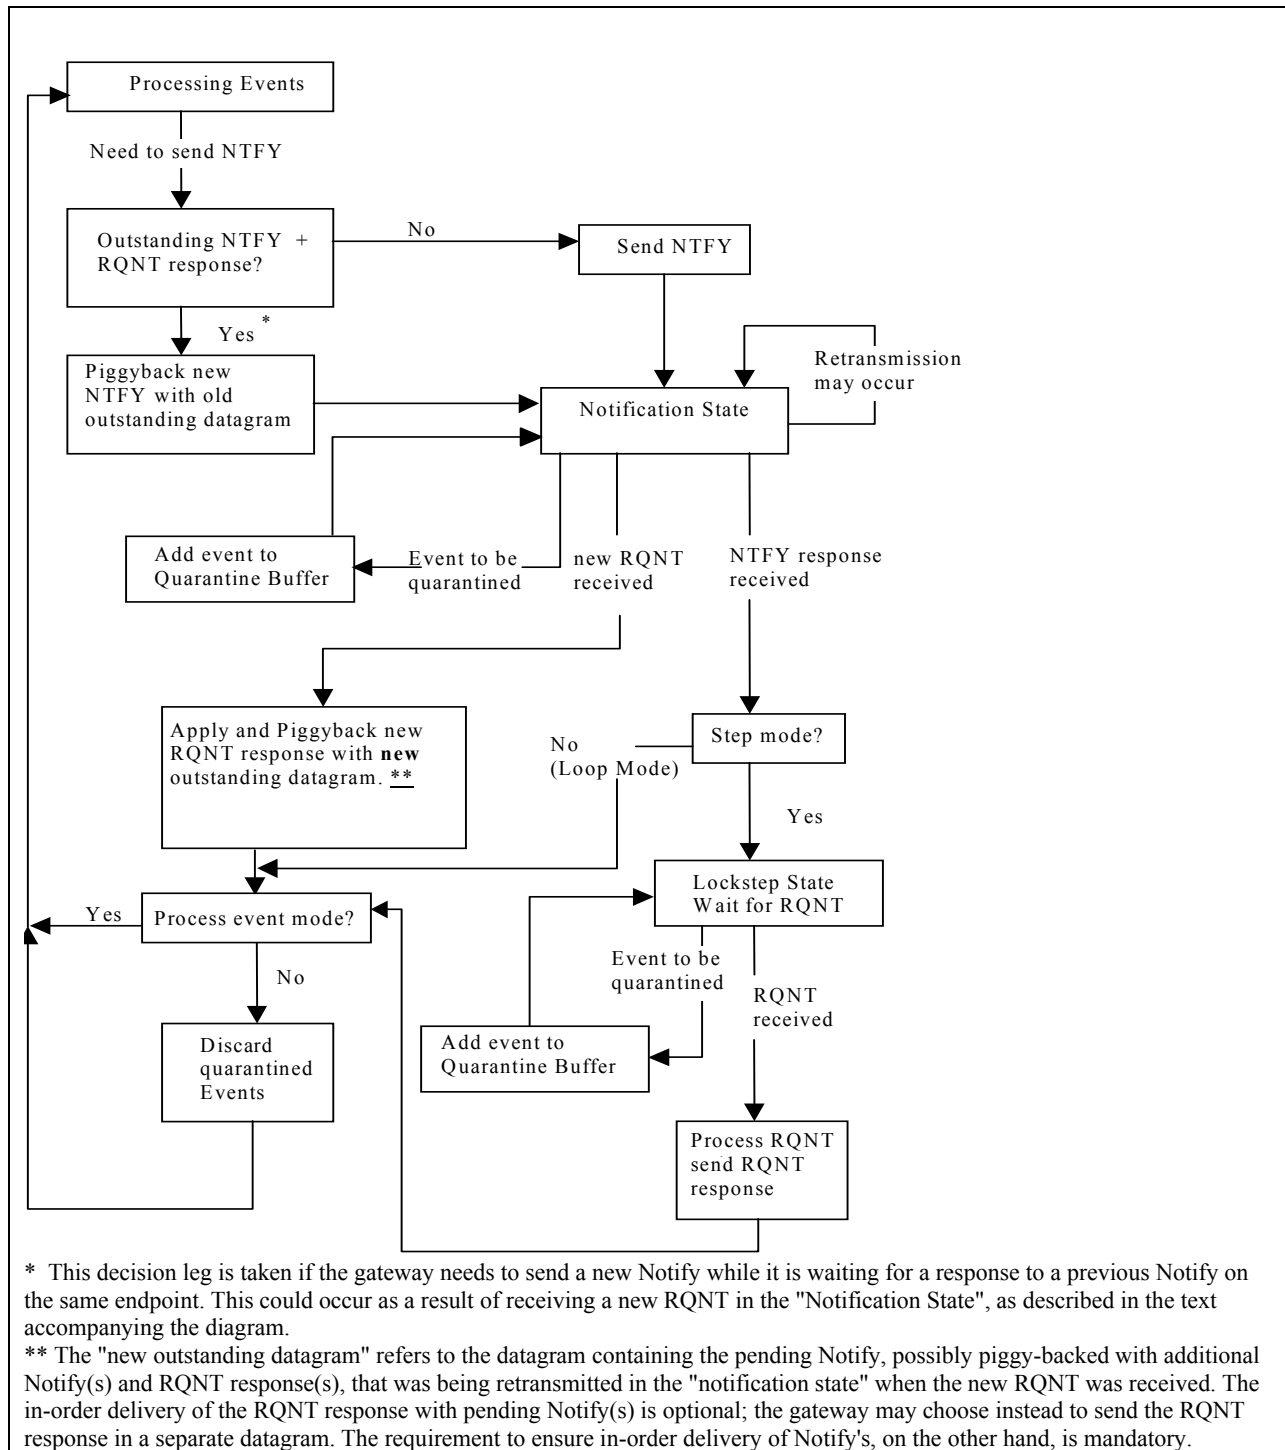 Processing Events
Need to send NTFY
Outstanding NTFY +
RQNT response?
No
Send NTFY
Yes *
Piggyback new
NTFY with old
outstanding datagram
Retransmission
may occur
Notification State
Add event to
Quarantine Buffer
Event to be
quarantined
new RQNT
received
NTFY response
received
Apply and Piggyback new
RQNT response with new
outstanding datagram. **
No
(Loop Mode)
Step mode?
Yes
Lockstep State
Wait for RQNT
Yes
Process event mode?
No
Event to be
quarantined
RQNT
received
Discard
quarantined
Events
Add event to
Quarantine Buffer
Process RQNT
send RQNT
response
* This decision leg is taken if the gateway needs to send a new Notify while it is waiting for a response to a previous Notify on
the same endpoint. This could occur as a result of receiving a new RQNT in the "Notification State", as described in the text
accompanying the diagram.
** The "new outstanding datagram" refers to the datagram containing the pending Notify, possibly piggy-backed with additional
Notify(s) and RQNT response(s), that was being retransmitted in the "notification state" when the new RQNT was received. The
in-order delivery of the RQNT response with pending Notify(s) is optional; the gateway may choose instead to send the RQNT
response in a separate datagram. The requirement to ensure in-order delivery of Notify's, on the other hand, is mandatory.